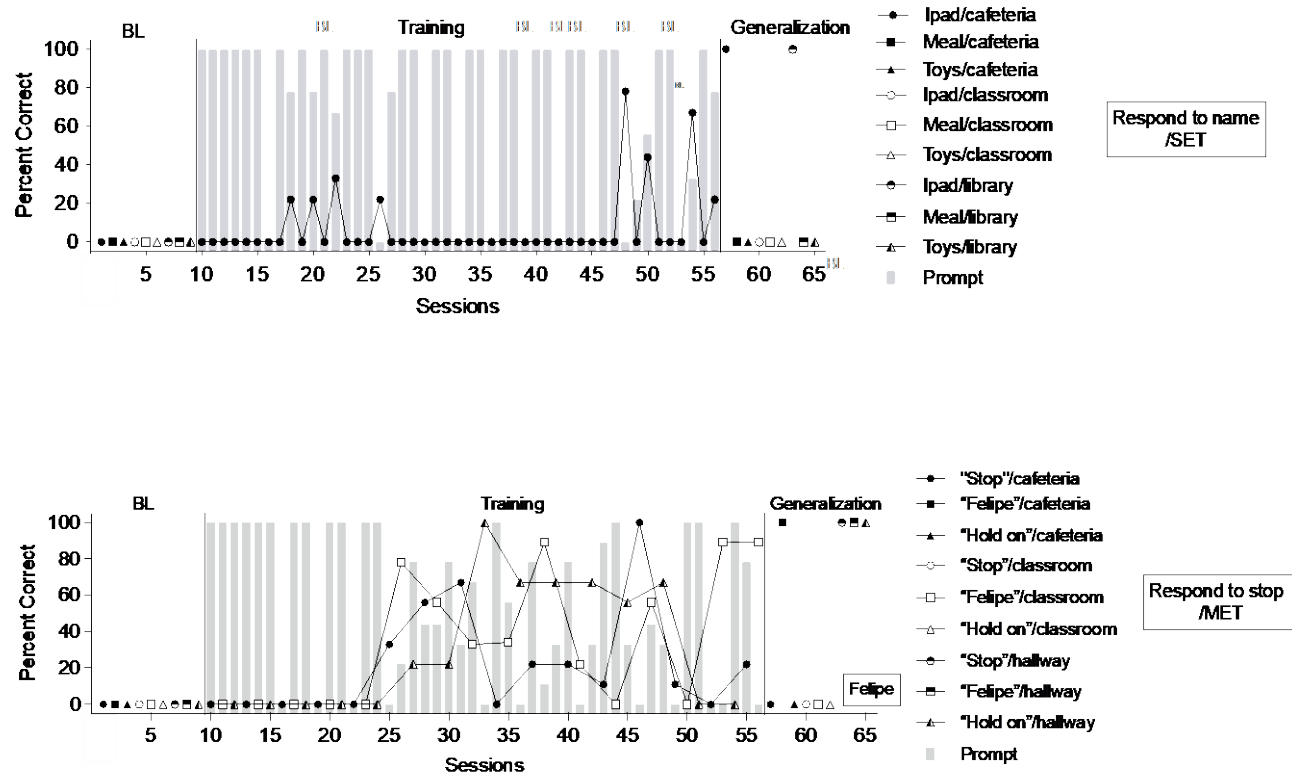 BL
Training
Generalization
Percent Correct
100
80
60
40
20
0
5 10 15 20 25 30 35 40 45 50 55 60 65
Sessions
Ipad/cafeteria
Meal/cafeteria
Toys/cafeteria
Ipad/classroom
Meal/classroom
Toys/classroom
Ipad/library
Meal/library
Toys/library
Prompt
Respond to name
/SET
BL
Training
Generalization
Percent Correct
100
80
60
40
20
0
5 10 15 20 25 30 35 40 45 50 55 60 65
Sessions
Felipe
"Stop"/cafeteria
“Felipe”/cafeteria
“Hold on”/cafeteria
“Stop”/classroom
“Felipe”/classroom
“Hold on”/classroom
“Stop”/hallway
“Felipe”/hallway
“Hold on”/hallway
Prompt
Respond to stop
/MET